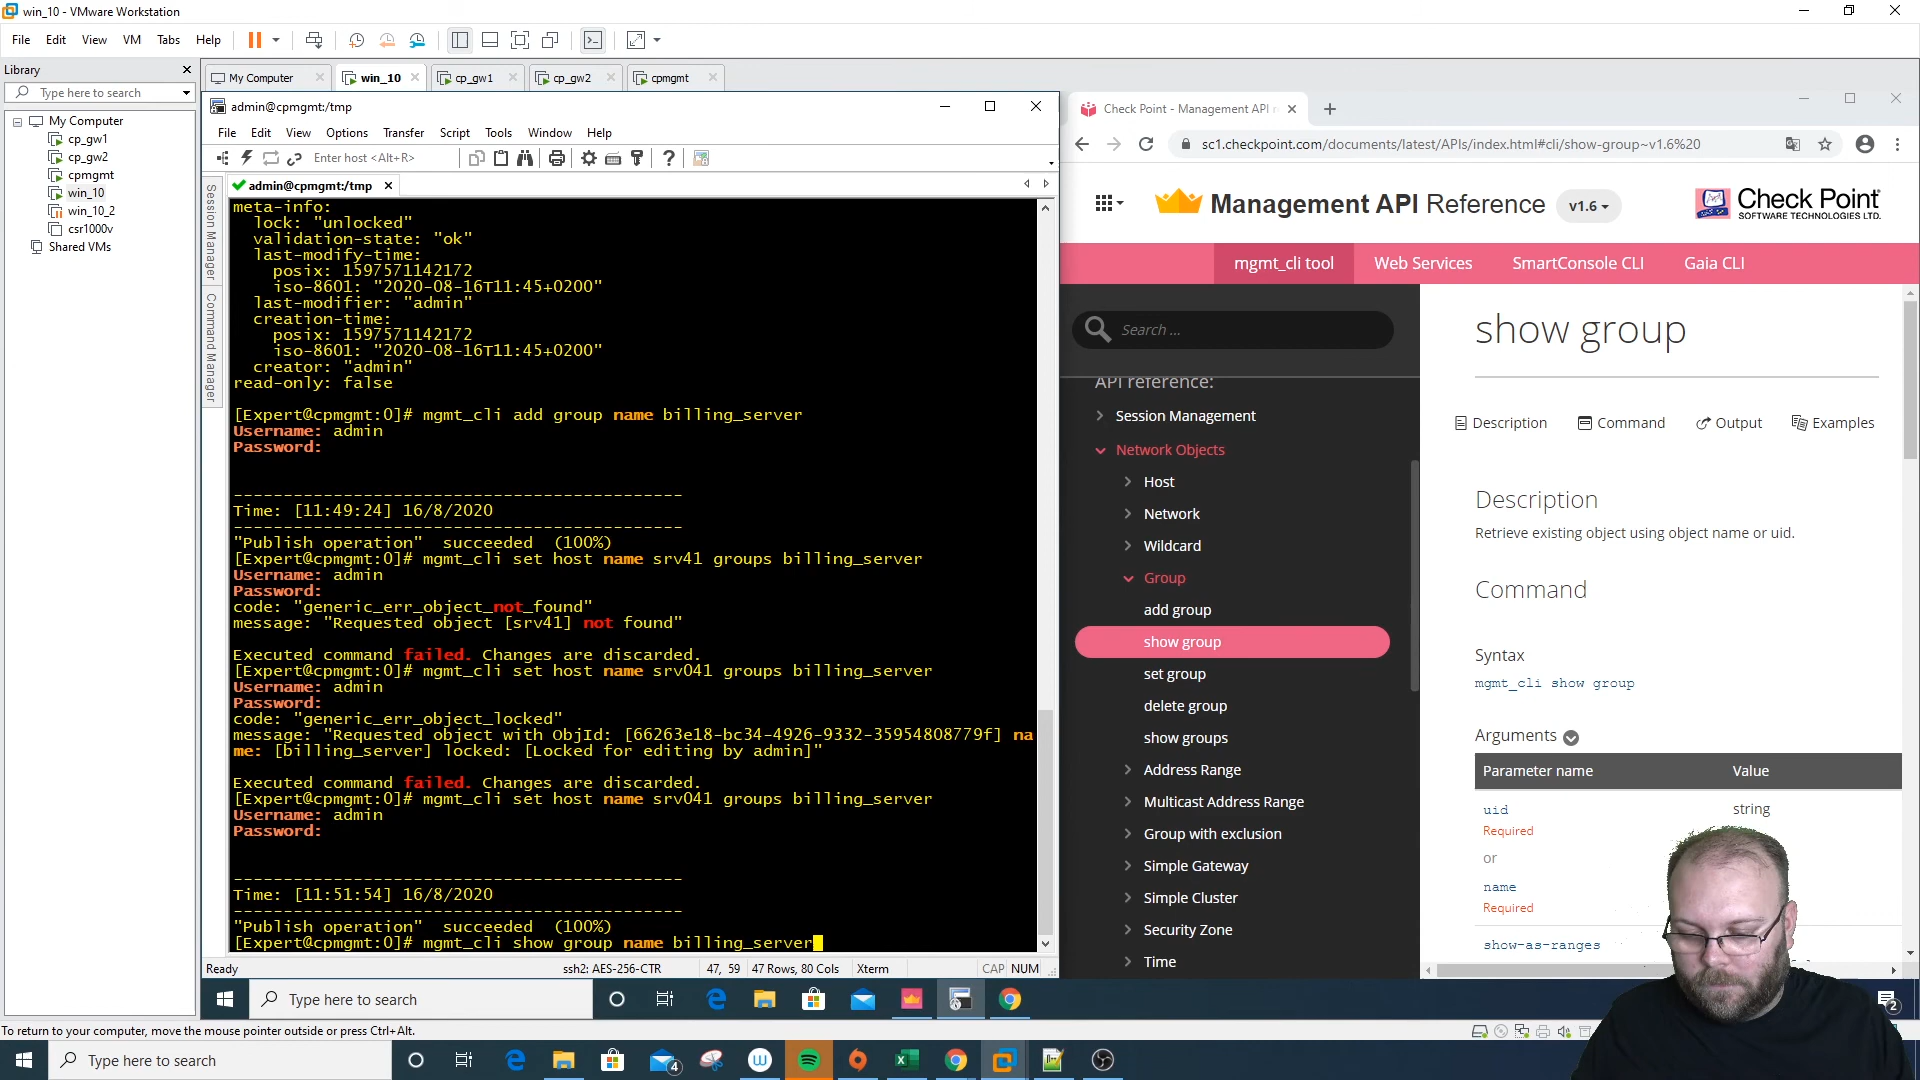 win_10 - VMware Workstation
File Edit View VM Tabs Help
Library
Type here to search
My Computer
cp_gw1
cp_gw2
cpmgmt
win_10
win_10_2
csr1000v
Shared VMs
My Computer win_10 cp_gw1 cp_gw2 cpmgmt
admin@cpmgmt:/tmp
File Edit View Options Transfer Script Tools Window Help
Enter host <Alt+R>
admin@cpmgmt:/tmp
Session Manager
Command Manager
meta-info:
lock: "unlocked"
validation-state: "ok"
last-modify-time:
posix: 1597571142172
iso-8601: "2020-08-16T11:45+0200"
last-modifier: "admin"
creation-time:
posix: 1597571142172
iso-8601: "2020-08-16T11:45+0200"
creator: "admin"
read-only: false
[Expert@cpmgmt:0]# mgmt_cli add group name billing_server
Username: admin
Password:
---------------------------------------------
Time: [11:49:24] 16/8/2020
---------------------------------------------
"Publish operation" succeeded (100%)
[Expert@cpmgmt:0]# mgmt_cli set host name srv41 groups billing_server
Username: admin
Password:
code: "generic_err_object_not_found"
message: "Requested object [srv41] not found"
Executed command failed. Changes are discarded.
[Expert@cpmgmt:0]# mgmt_cli set host name srv041 groups billing_server
Username: admin
Password:
code: "generic_err_object_locked"
message: "Requested object with ObjId: [66263e18-bc34-4926-9332-35954808779f] na
me: [billing_server] locked: [Locked for editing by admin]"
Executed command failed. Changes are discarded.
[Expert@cpmgmt:0]# mgmt_cli set host name srv041 groups billing_server
Username: admin
Password:
---------------------------------------------
Time: [11:51:54] 16/8/2020
---------------------------------------------
"Publish operation" succeeded (100%)
[Expert@cpmgmt:0]# mgmt_cli show group name billing_server
Ready ssh2: AES-256-CTR 47, 59 47 Rows, 80 Cols Xterm CAP NUM
Check Point - Management API r
sc1.checkpoint.com/documents/latest/APIs/index.html#cli/show-group~v1.6%20
Management API Reference v1.6
Check Point
SOFTWARE TECHNOLOGIES LTD.
mgmt_cli tool Web Services SmartConsole CLI Gaia CLI
Search ...
API reference:
Session Management
Network Objects
Host
Network
Wildcard
Group
add group
show group
set group
delete group
show groups
Address Range
Multicast Address Range
Group with exclusion
Simple Gateway
Simple Cluster
Security Zone
Time
show group
Description Command Output Examples
Description
Retrieve existing object using object name or uid.
Command
Syntax
mgmt_cli show group
Arguments
Parameter name Value
uid string
Required
or
name
Required
show-as-ranges
Type here to search
2
To return to your computer, move the mouse pointer outside or press Ctrl+Alt.
Type here to search
4